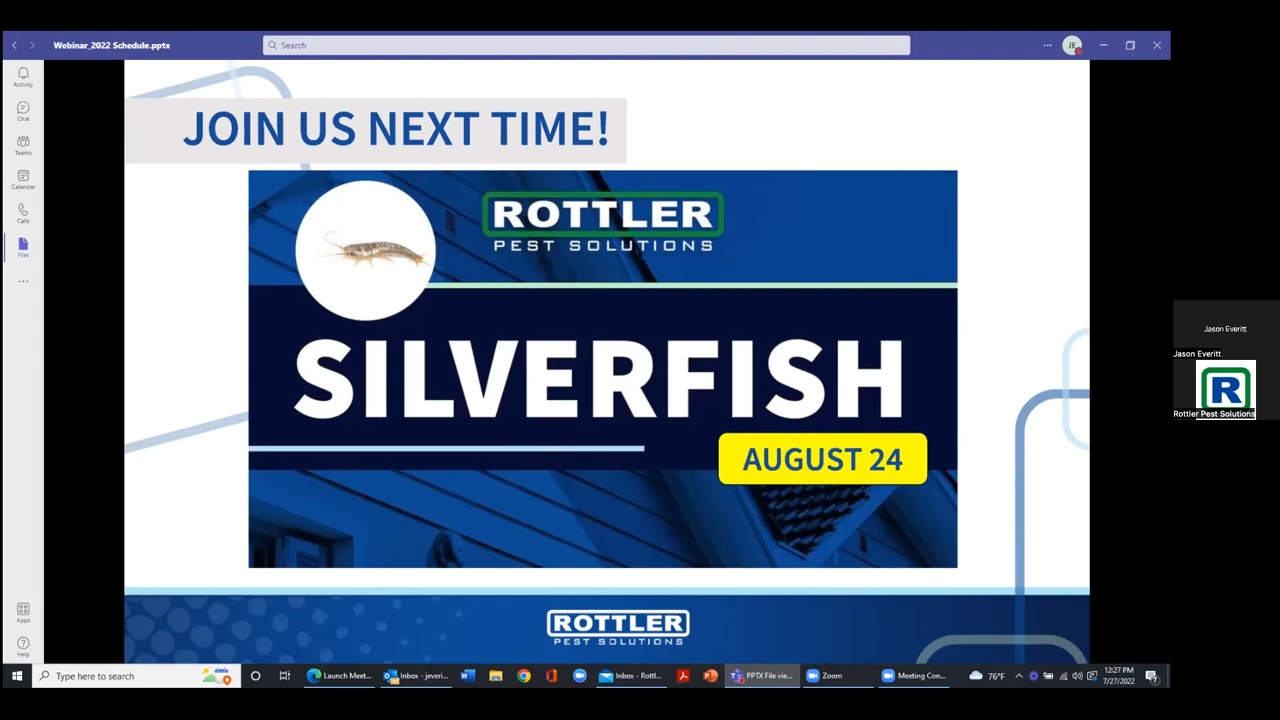 Webinar_2022 Schedule.pptx
Search
JE
Activity
Chat
Teams
Calendar
Calls
Files
Apps
Help
JOIN US NEXT TIME!
ROTTLER
PEST SOLUTIONS
SILVERFISH
AUGUST 24
ROTTLER
PEST SOLUTIONS
Jason Everitt
Jason Everitt
R
Rottler Pest Solutions
Type here to search
Launch Meet...
Inbox - jeveri...
Inbox - Rottl...
PPTX File vie...
Zoom
Meeting Con...
76°F
12:27 PM
7/27/2022
7